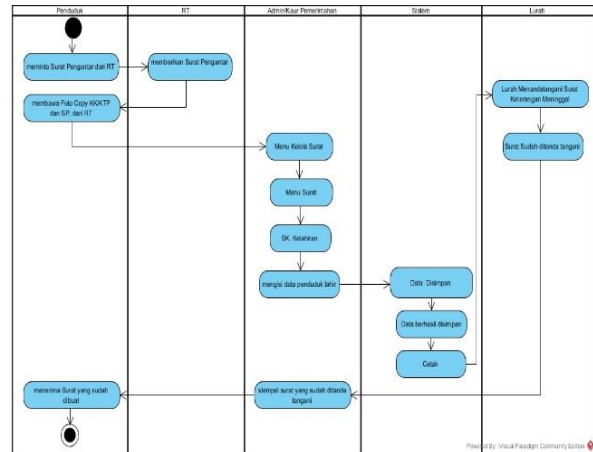 Penduduk
RT
Admin/Kaur Pemerintahan
Sistem
Lurah
meminta Surat Pengantar dari RT
memberikan Surat Pengantar
membawa Foto Copy KK/KTP
dan SP. dari RT
Lurah Menandatangani Surat
Keterangan Meninggal
Surat Sudah ditanda tangani
Menu Kelola Surat
Menu Surat
SK. Kelahiran
mengisi data penduduk lahir
Data Disimpan
Data berhasil disimpan
Cetak
stempel surat yang sudah ditanda
tangani
menerima Surat yang sudah
dibuat
Powered By: Visual Paradigm Community Edition